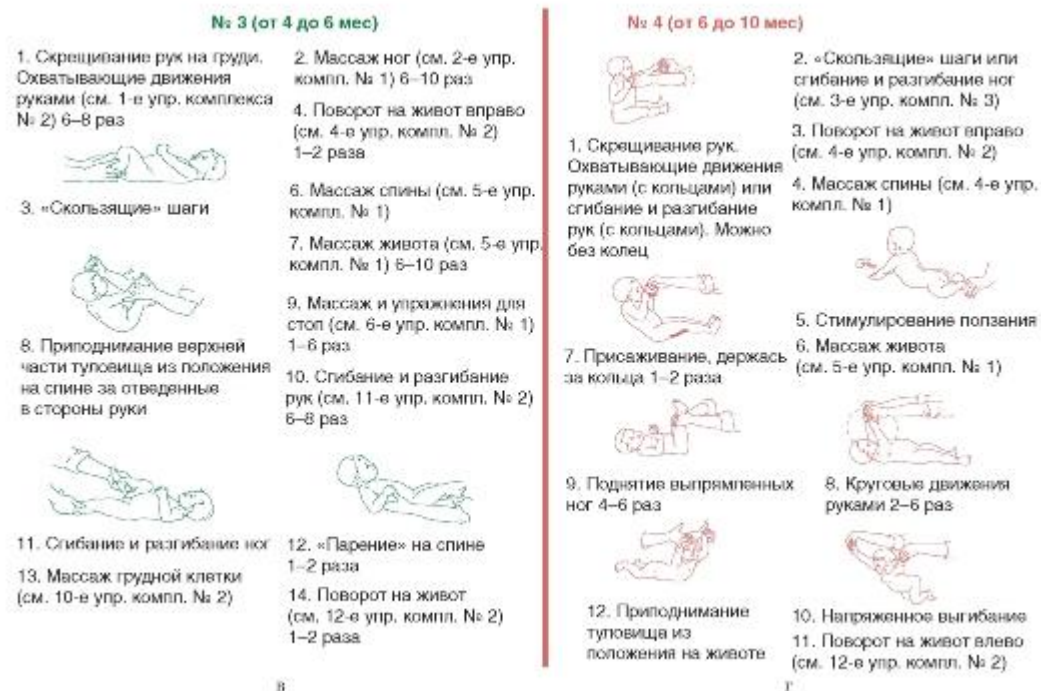 № 3 (от 4 до 6 мес)
1. Скрещивание рук на груди.
Охватывающие движения
руками (см. 1-е упр. комплекса
№ 2) 6–8 раз
2. Массаж ног (см. 2-е упр.
компл. № 1) 6–10 раз
3. «Скользящие» шаги
4. Поворот на живот вправо
(см. 4-е упр. компл. № 2)
1–2 раза
6. Массаж спины (см. 5-е упр.
компл. № 1)
7. Массаж живота (см. 5-е упр.
компл. № 1) 6–10 раз
8. Приподнимание верхней
части туловища из положения
на спине за отведенные
в стороны руки
9. Массаж и упражнения для
стоп (см. 6-е упр. компл. № 1)
1–6 раз
10. Сгибание и разгибание
рук (см. 11-е упр. компл. № 2)
6–8 раз
11. Сгибание и разгибание ног
12. «Парение» на спине
1–2 раза
13. Массаж грудной клетки
(см. 10-е упр. компл. № 2)
14. Поворот на живот
(см. 12-е упр. компл. № 2)
1–2 раза
в
№ 4 (от 6 до 10 мес)
1. Скрещивание рук.
Охватывающие движения
руками (с кольцами) или
сгибание и разгибание
рук (с кольцами). Можно
без колец
2. «Скользящие» шаги или
сгибание и разгибание ног
(см. 3-е упр. компл. № 3)
3. Поворот на живот вправо
(см. 4-е упр. компл. № 2)
4. Массаж спины (см. 4-е упр.
компл. № 1)
5. Стимулирование ползания
6. Массаж живота
(см. 5-е упр. компл. № 1)
7. Присаживание, держась
за кольца 1–2 раза
8. Круговые движения
руками 2–6 раз
9. Поднятие выпрямленных
ног 4–6 раз
10. Напряженное выгибание
11. Поворот на живот влево
(см. 12-е упр. компл. № 2)
12. Приподнимание
туловища из
положения на животе
г